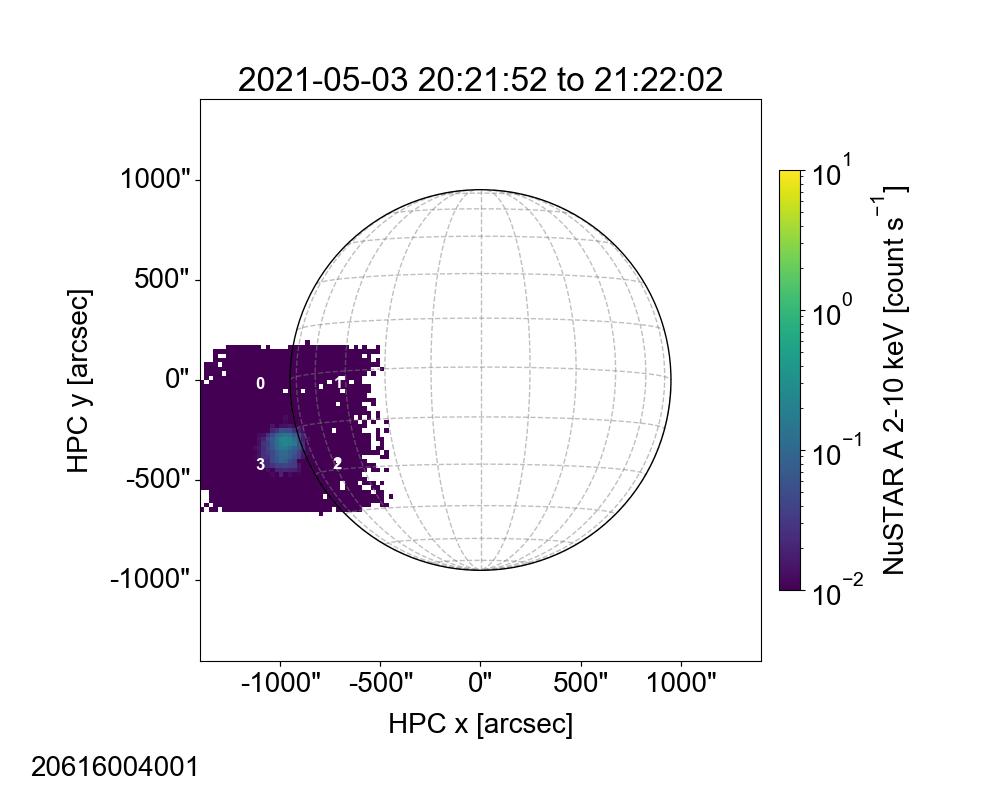 2021-05-03 20:21:52 to 21:22:02
1000"
500"
0"
-500"
-1000"
HPC y [arcsec]
0
1
3
2
-1000" -500" 0" 500" 1000"
HPC x [arcsec]
10^1
10^0
10^-1
10^-2
NuSTAR A 2-10 keV [count s^-1]
20616004001